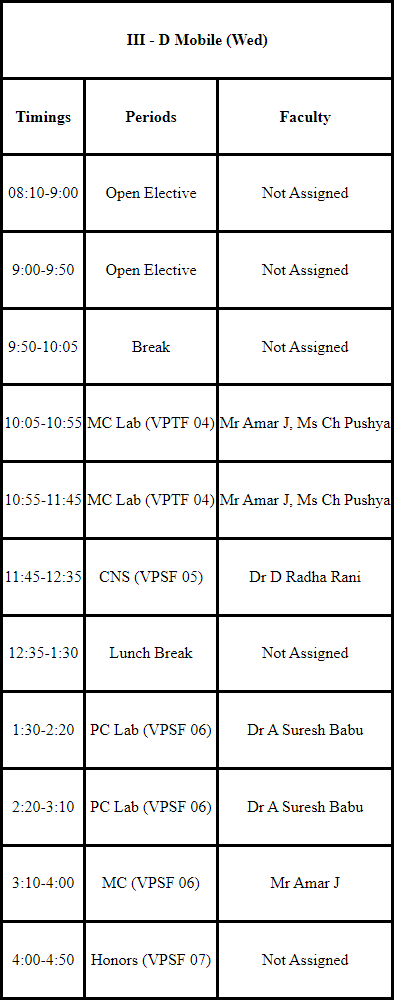 III - D Mobile (Wed)
Timings Periods Faculty
08:10-9:00 Open Elective Not Assigned
9:00-9:50 Open Elective Not Assigned
9:50-10:05 Break Not Assigned
10:05-10:55 MC Lab (VPTF 04) Mr Amar J, Ms Ch Pushya
10:55-11:45 MC Lab (VPTF 04) Mr Amar J, Ms Ch Pushya
11:45-12:35 CNS (VPSF 05) Dr D Radha Rani
12:35-1:30 Lunch Break Not Assigned
1:30-2:20 PC Lab (VPSF 06) Dr A Suresh Babu
2:20-3:10 PC Lab (VPSF 06) Dr A Suresh Babu
3:10-4:00 MC (VPSF 06) Mr Amar J
4:00-4:50 Honors (VPSF 07) Not Assigned